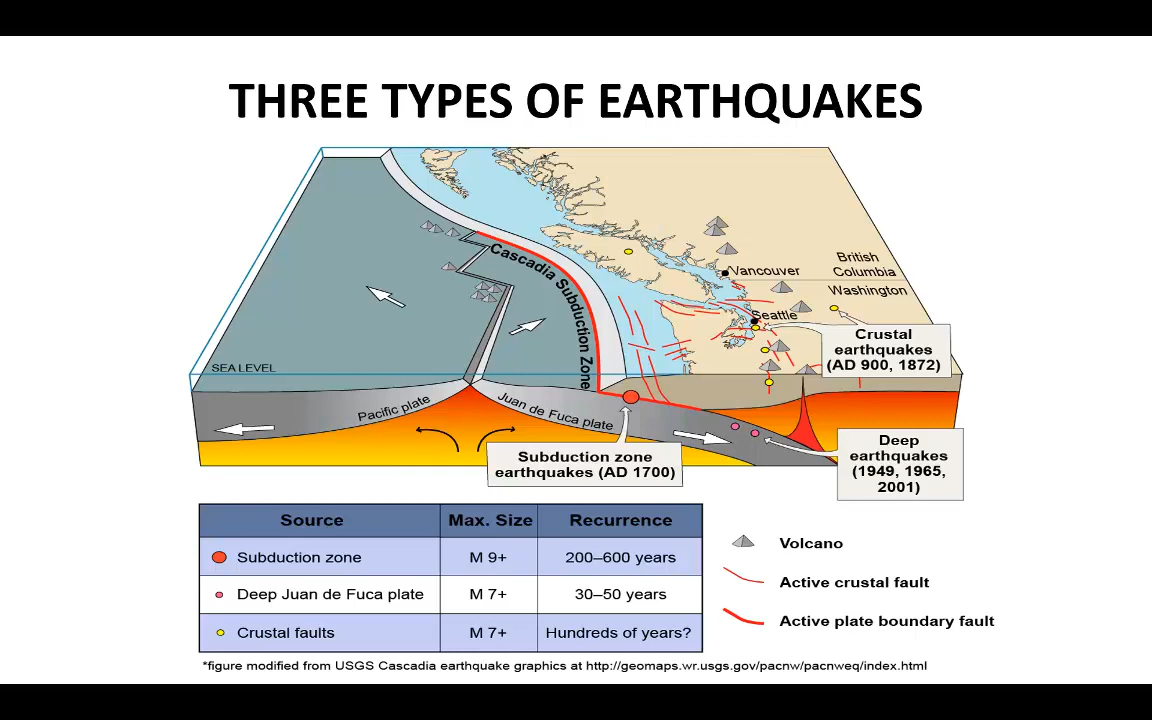 THREE TYPES OF EARTHQUAKES
Cascadia Subduction Zone
Vancouver
British
Columbia
Washington
Seattle
Crustal
earthquakes
(AD 900, 1872)
SEA LEVEL
Pacific plate
Juan de Fuca plate
Subduction zone
earthquakes (AD 1700)
Deep
earthquakes
(1949, 1965,
2001)
Source Max. Size Recurrence
Subduction zone M 9+ 200–600 years
Deep Juan de Fuca plate M 7+ 30–50 years
Crustal faults M 7+ Hundreds of years?
Volcano
Active crustal fault
Active plate boundary fault
*figure modified from USGS Cascadia earthquake graphics at http://geomaps.wr.usgs.gov/pacnw/pacnweq/index.html